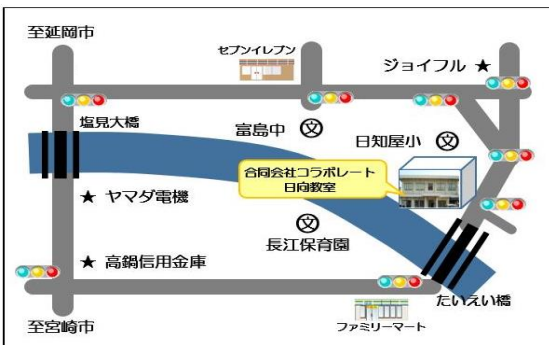 至延岡市
セブンイレブン
ジョイフル ★
塩見大橋
富島中 文
日知屋小 文
合同会社コラボレート
日向教室
★ ヤマダ電機
文
長江保育園
★ 高鍋信用金庫
たいえい橋
至宮崎市
ファミリーマート